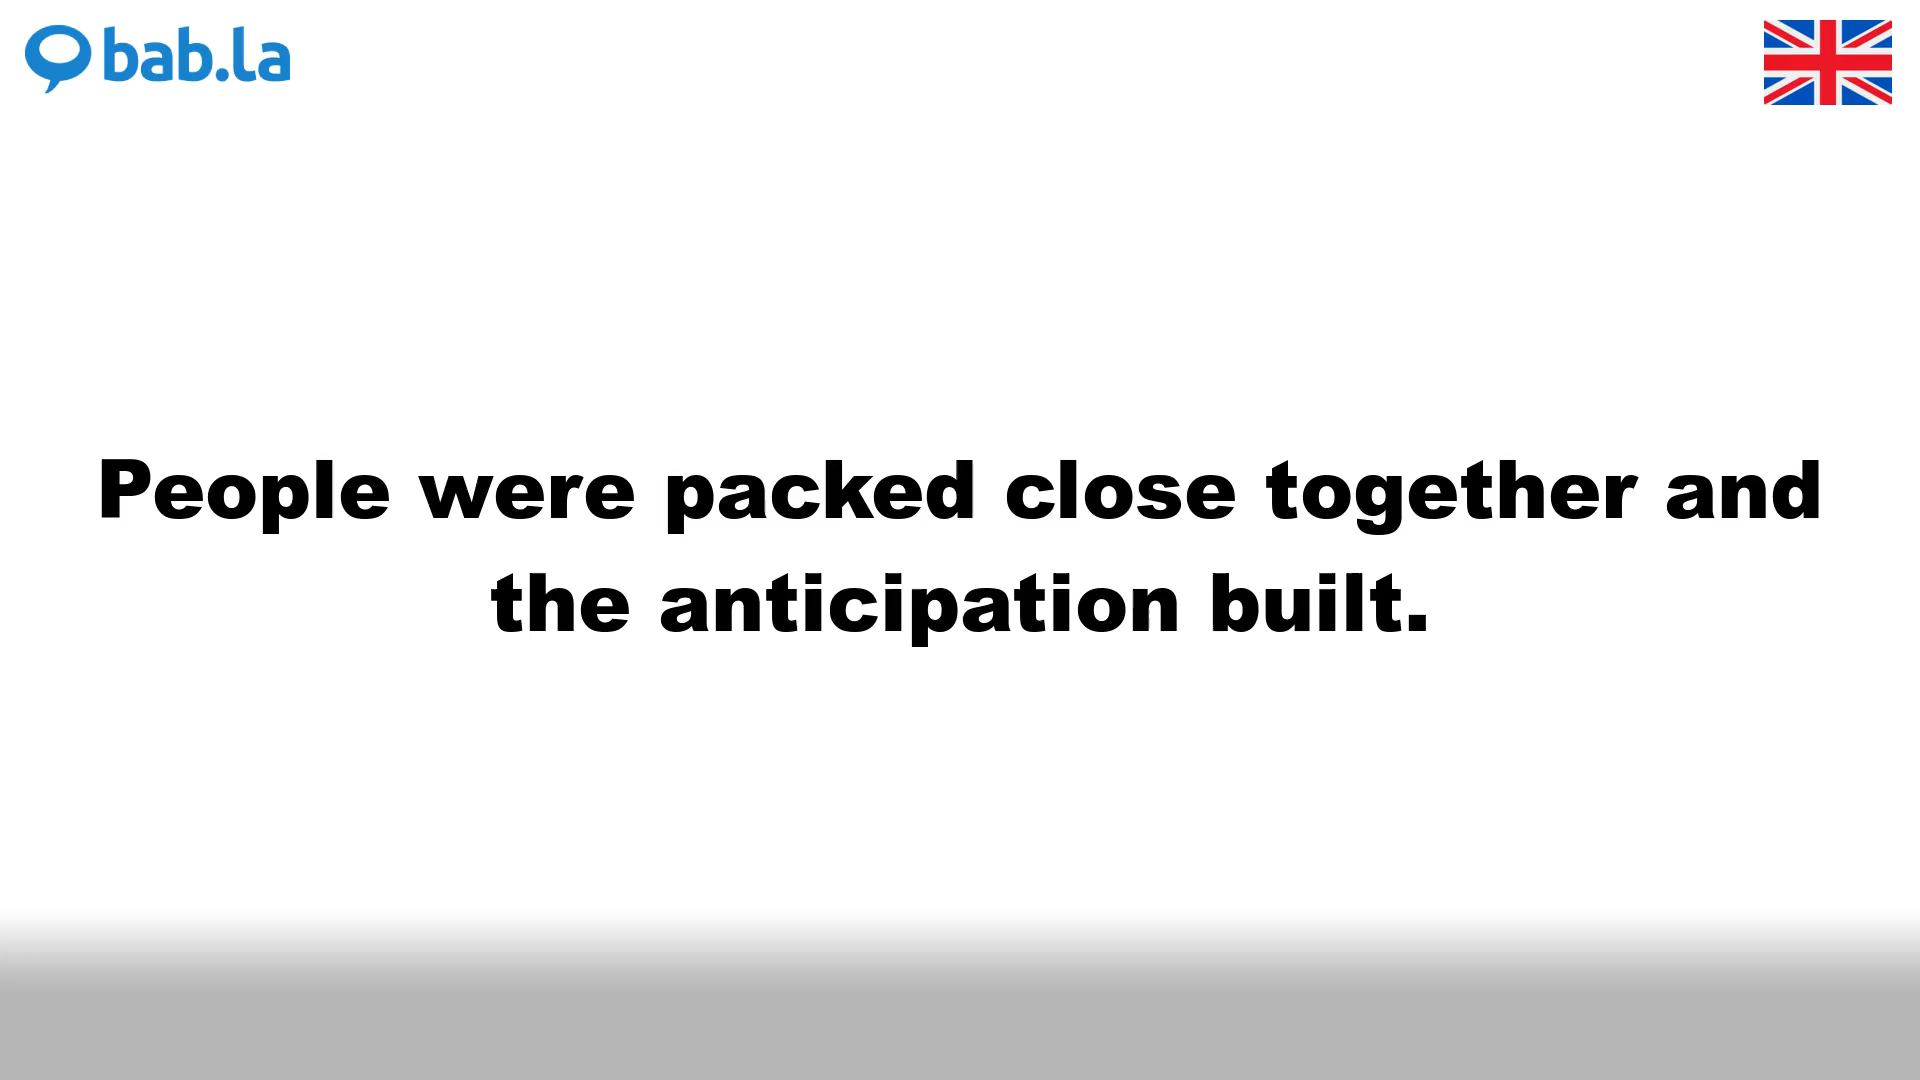 bab.la
People were packed close together and
the anticipation built.